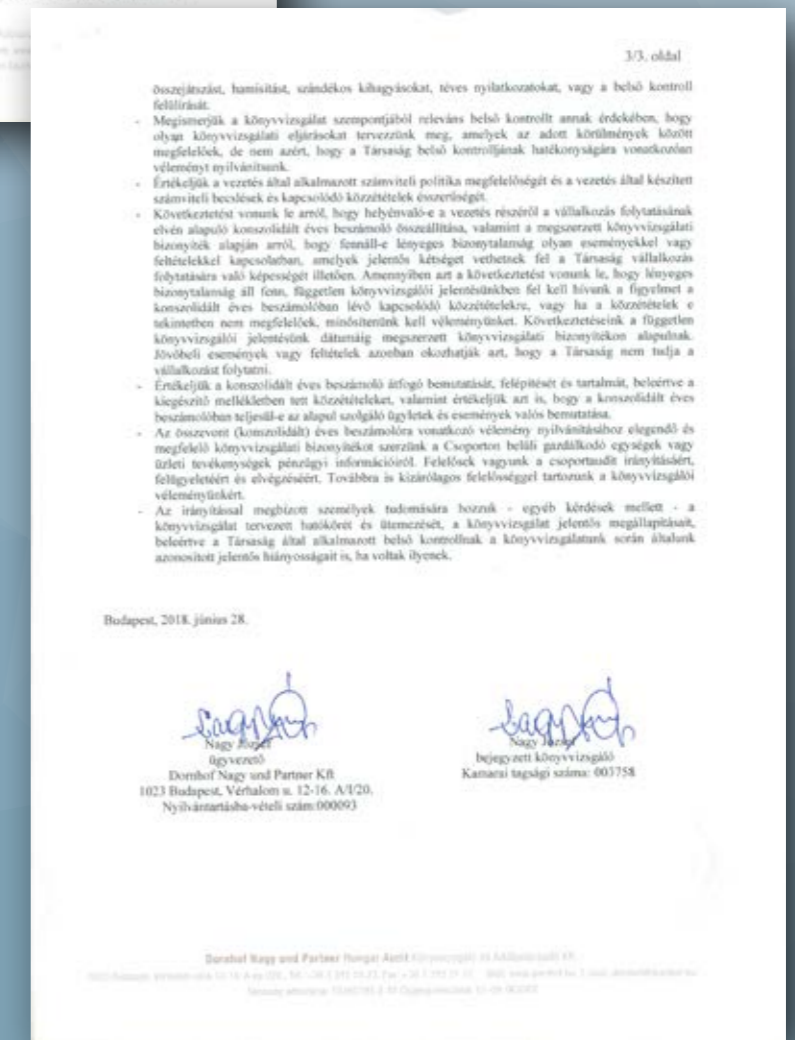 3/3. oldal
összejátszást, hamisítást, szándékos kihagyásokat, téves nyilatkozatokat, vagy a belső kontroll
felülírását.
- Megismerjük a könyvvizsgálat szempontjából releváns belső kontrollt annak érdekében, hogy
olyan könyvvizsgálati eljárásokat tervezzünk meg, amelyek az adott körülmények között
megfelelőek, de nem azért, hogy a Társaság belső kontrolljának hatékonyságára vonatkozóan
véleményt nyilvánítsunk.
- Értékeljük a vezetés által alkalmazott számviteli politika megfelelőségét és a vezetés által készített
számviteli becslések és kapcsolódó közzétételek ésszerűségét.
- Következtetést vonunk le arról, hogy helyénvaló-e a vezetés részéről a vállalkozás folytatásának
elvén alapuló konszolidált éves beszámoló összeállítása, valamint a megszerzett könyvvizsgálati
bizonyíték alapján arról, hogy fennáll-e lényeges bizonytalanság olyan eseményekkel vagy
feltételekkel kapcsolatban, amelyek jelentős kétséget vethetnek fel a Társaság vállalkozás
folytatására való képességét illetően. Amennyiben azt a következtetést vonunk le, hogy lényeges
bizonytalanság áll fenn, független könyvvizsgálói jelentésünkben fel kell hívunk a figyelmet a
konszolidált éves beszámolóban lévő kapcsolódó közzétételekre, vagy ha a közzétételek e
tekintetben nem megfelelőek, minősítenünk kell véleményünket. Következtetéseink a független
könyvvizsgálói jelentésünk dátumáig megszerzett könyvvizsgálati bizonyítékon alapulnak.
Jövőbeli események vagy feltételek azonban okozhatják azt, hogy a Társaság nem tudja a
vállalkozást folytatni.
- Értékeljük a konszolidált éves beszámoló átfogó bemutatását, felépítését és tartalmát, beleértve a
kiegészítő mellékletben tett közzétételeket, valamint értékeljük azt is, hogy a konszolidált éves
beszámolóban teljesül-e az alapul szolgáló ügyletek és események valós bemutatása.
- Az összevont (komszolidált) éves beszámolóra vonatkozó vélemény nyilvánításához elegendő és
megfelelő könyvvizsgálati bizonyítékot szerzünk a Csoporton belüli gazdálkodó egységek vagy
üzleti tevékenységek pénzügyi információiról. Felelősek vagyunk a csoportaudit irányításáért,
felügyeletéért és elvégzéséért. Továbbra is kizárólagos felelősséggel tartozunk a könyvvizsgálói
véleményünkért.
- Az irányítással megbízott személyek tudomására hozzuk - egyéb kérdések mellett - a
könyvvizsgálat tervezett hatókörét és ütemezését, a könyvvizsgálat jelentős megállapításait,
beleértve a Társaság által alkalmazott belső kontrollnak a könyvvizsgálatunk során általunk
azonosított jelentős hiányosságait is, ha voltak ilyenek.
Budapest, 2018. június 28.
Nagy József
ügyvezető
Dornhof Nagy und Partner Kft
1023 Budapest, Vérhalom u. 12-16. A/I/20.
Nyilvántartásba-vételi szám:000093
Nagy József
bejegyzett könyvvizsgáló
Kamarai tagsági száma: 003758
Dornhof Nagy und Partner Hungar Audit